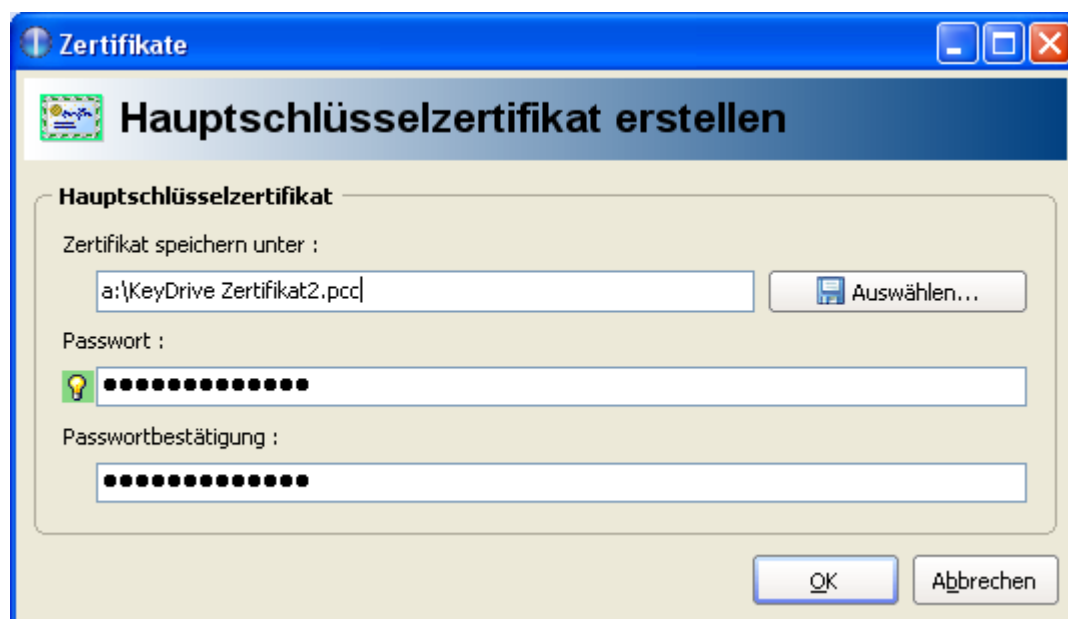 Zertifikate
Hauptschlüsselzertifikat erstellen
Hauptschlüsselzertifikat
Zertifikat speichern unter :
a:\KeyDrive Zertifikat2.pcc
Auswählen...
Passwort :
●●●●●●●●●●●●●
Passwortbestätigung :
●●●●●●●●●●●●●
OK
Abbrechen